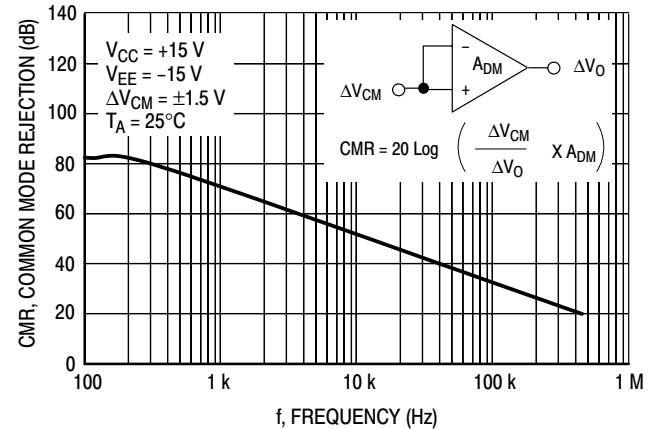 CMR, COMMON MODE REJECTION (dB)
140
120
100
80
60
40
20
0
V_CC = +15 V
V_EE = −15 V
ΔV_CM = ±1.5 V
T_A = 25°C
ΔV_CM
−
+
A_DM
ΔV_O
CMR = 20 Log ( ΔV_CM / ΔV_O X A_DM )
100
1 k
10 k
100 k
1 M
f, FREQUENCY (Hz)